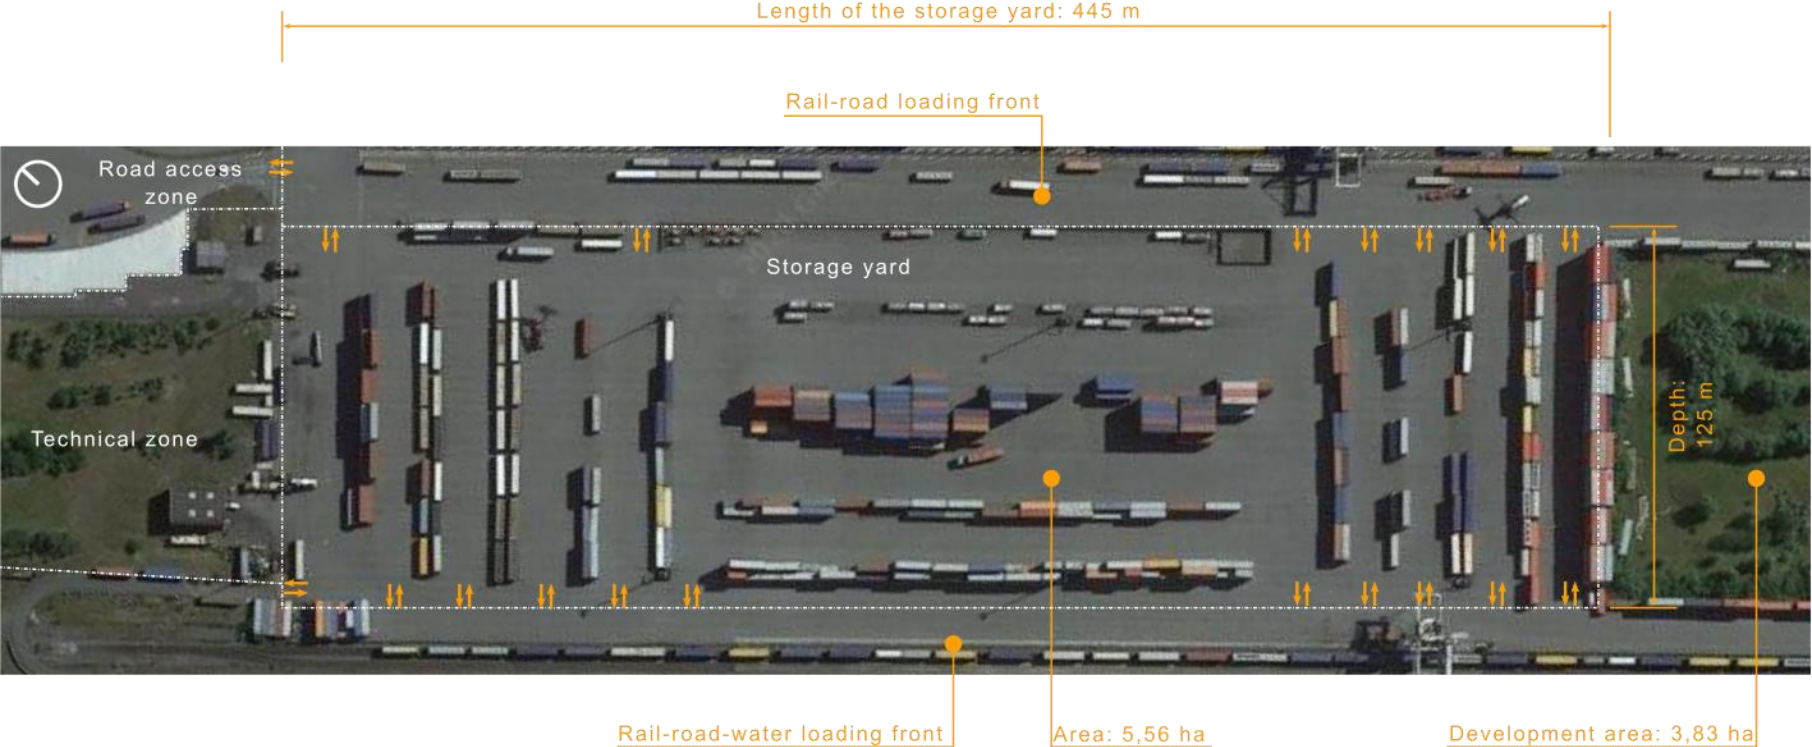 Length of the storage yard: 445 m
Rail-road loading front
Road access
zone
Storage yard
Technical zone
Depth:
125 m
Rail-road-water loading front
Area: 5,56 ha
Development area: 3,83 ha